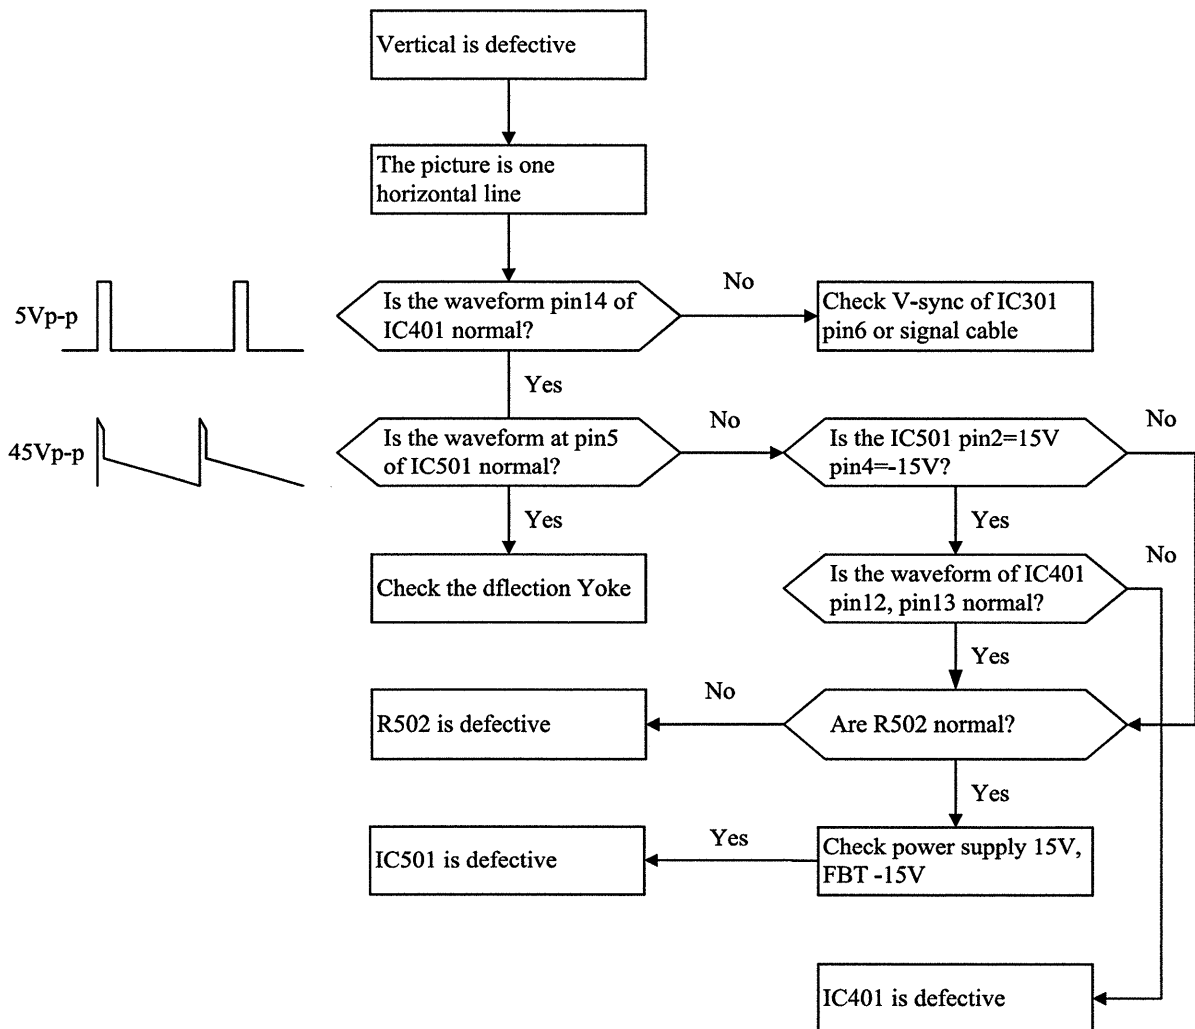 Vertical is defective
The picture is one
horizontal line
No
5Vp-p
Is the waveform pin14 of
IC401 normal?
Check V-sync of IC301
pin6 or signal cable
Yes
45Vp-p
Is the waveform at pin5
of IC501 normal?
No
Is the IC501 pin2=15V
pin4=-15V?
No
Yes
Yes
Check the dflection Yoke
Is the waveform of IC401
pin12, pin13 normal?
No
Yes
R502 is defective
No
Are R502 normal?
Yes
IC501 is defective
Yes
Check power supply 15V,
FBT -15V
IC401 is defective